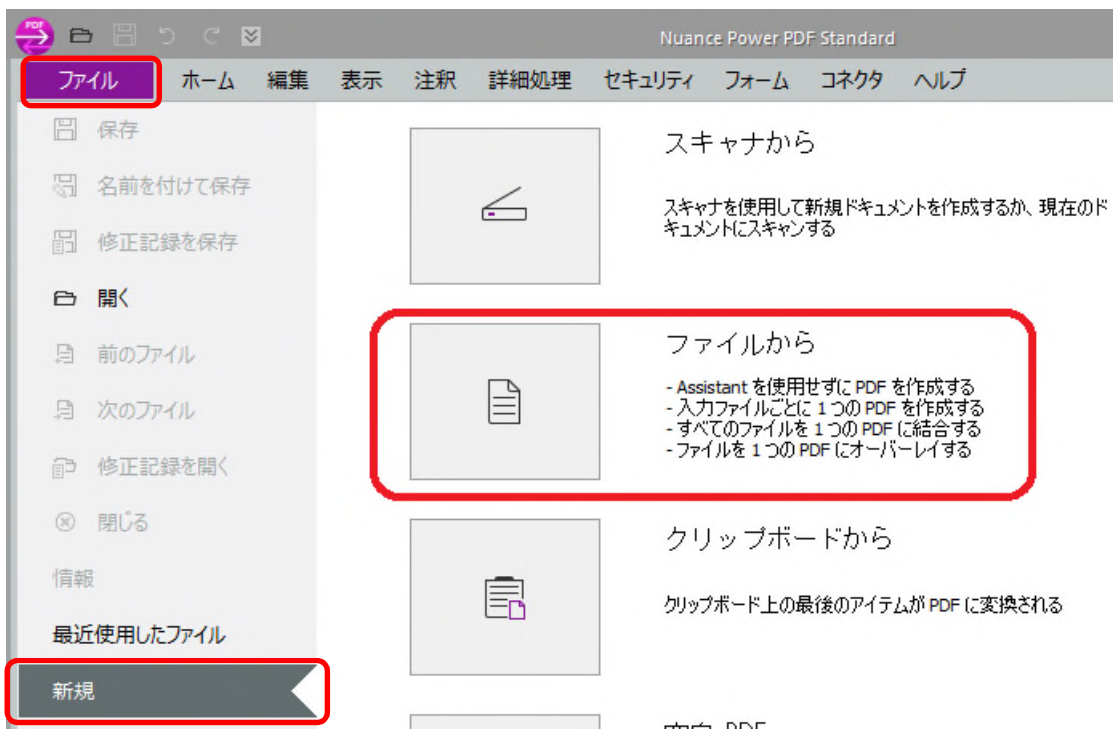 PDF
Nuance Power PDF Standard
ファイル ホーム 編集 表示 注釈 詳細処理 セキュリティ フォーム コネクタ ヘルプ
保存
名前を付けて保存
修正記録を保存
開く
前のファイル
次のファイル
修正記録を開く
閉じる
情報
最近使用したファイル
新規
スキャナから
スキャナを使用して新規ドキュメントを作成するか、現在のド
キュメントにスキャンする
ファイルから
- Assistant を使用せずに PDF を作成する
- 入力ファイルごとに 1 つの PDF を作成する
- すべてのファイルを 1 つの PDF に結合する
- ファイルを 1 つの PDF にオーバーレイする
クリップボードから
クリップボード上の最後のアイテムが PDF に変換される
PDF